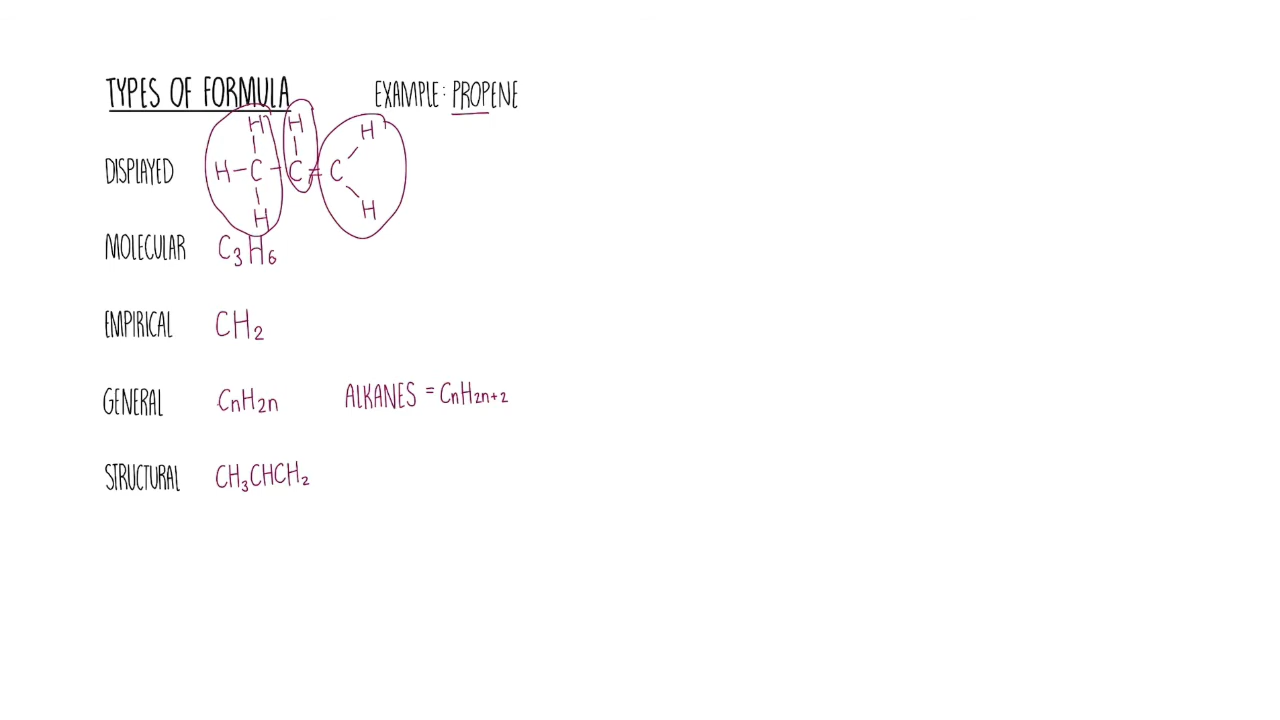 TYPES OF FORMULA EXAMPLE: PROPENE
H H H
DISPLAYED H-C-C=C
H H
MOLECULAR C₃H₆
EMPIRICAL CH₂
GENERAL CnH2n ALKANES = CnH2n+2
STRUCTURAL CH₃CHCH₂